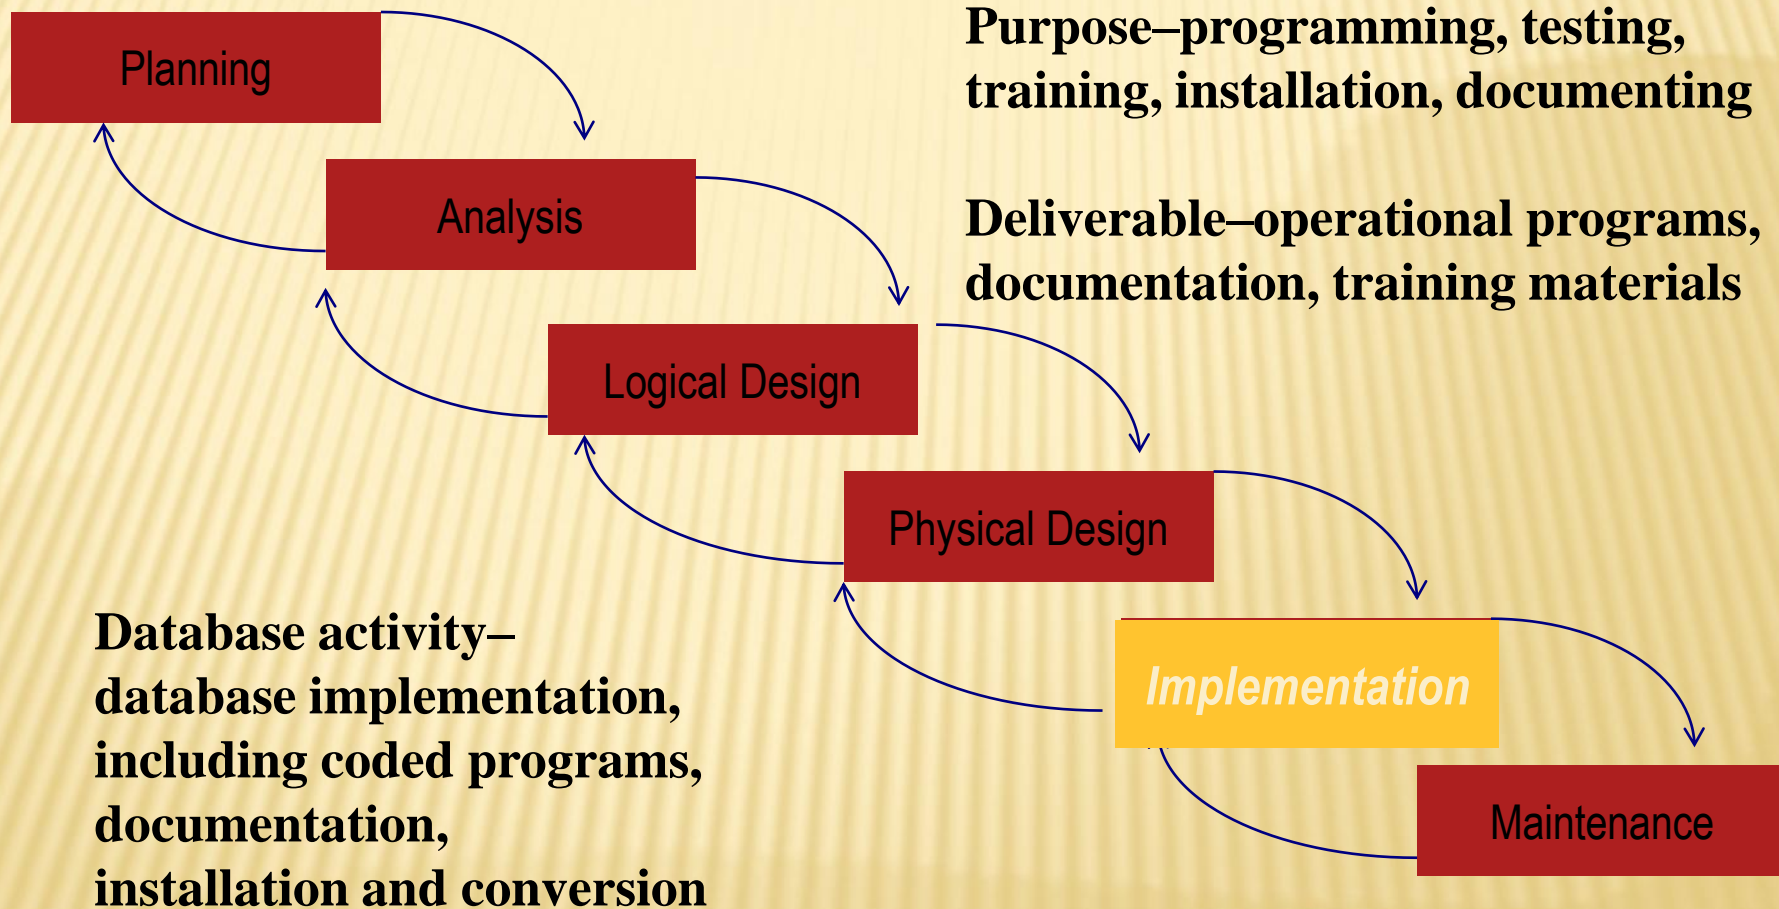 Purpose–programming, testing,
training, installation, documenting
Deliverable–operational programs,
documentation, training materials
Planning
Analysis
Logical Design
Physical Design
Implementation
Maintenance
Database activity–
database implementation,
including coded programs,
documentation,
installation and conversion